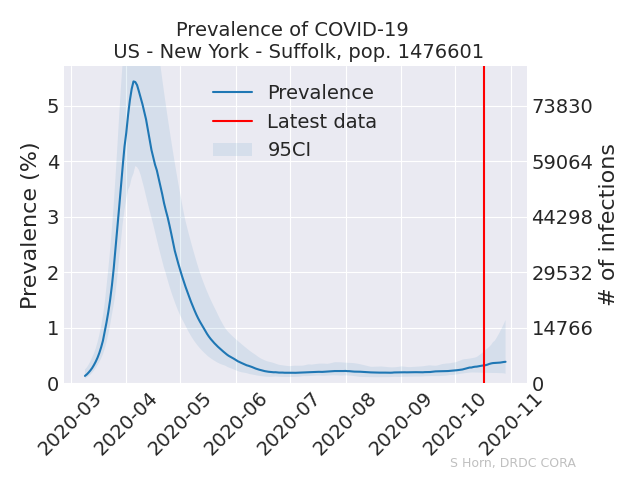 Prevalence of COVID-19
US - New York - Suffolk, pop. 1476601
Prevalence
Latest data
95CI
Prevalence (%)
5
4
3
2
1
0
73830
59064
44298
29532
14766
0
# of infections
2020-03
2020-04
2020-05
2020-06
2020-07
2020-08
2020-09
2020-10
2020-11
S Horn, DRDC CORA